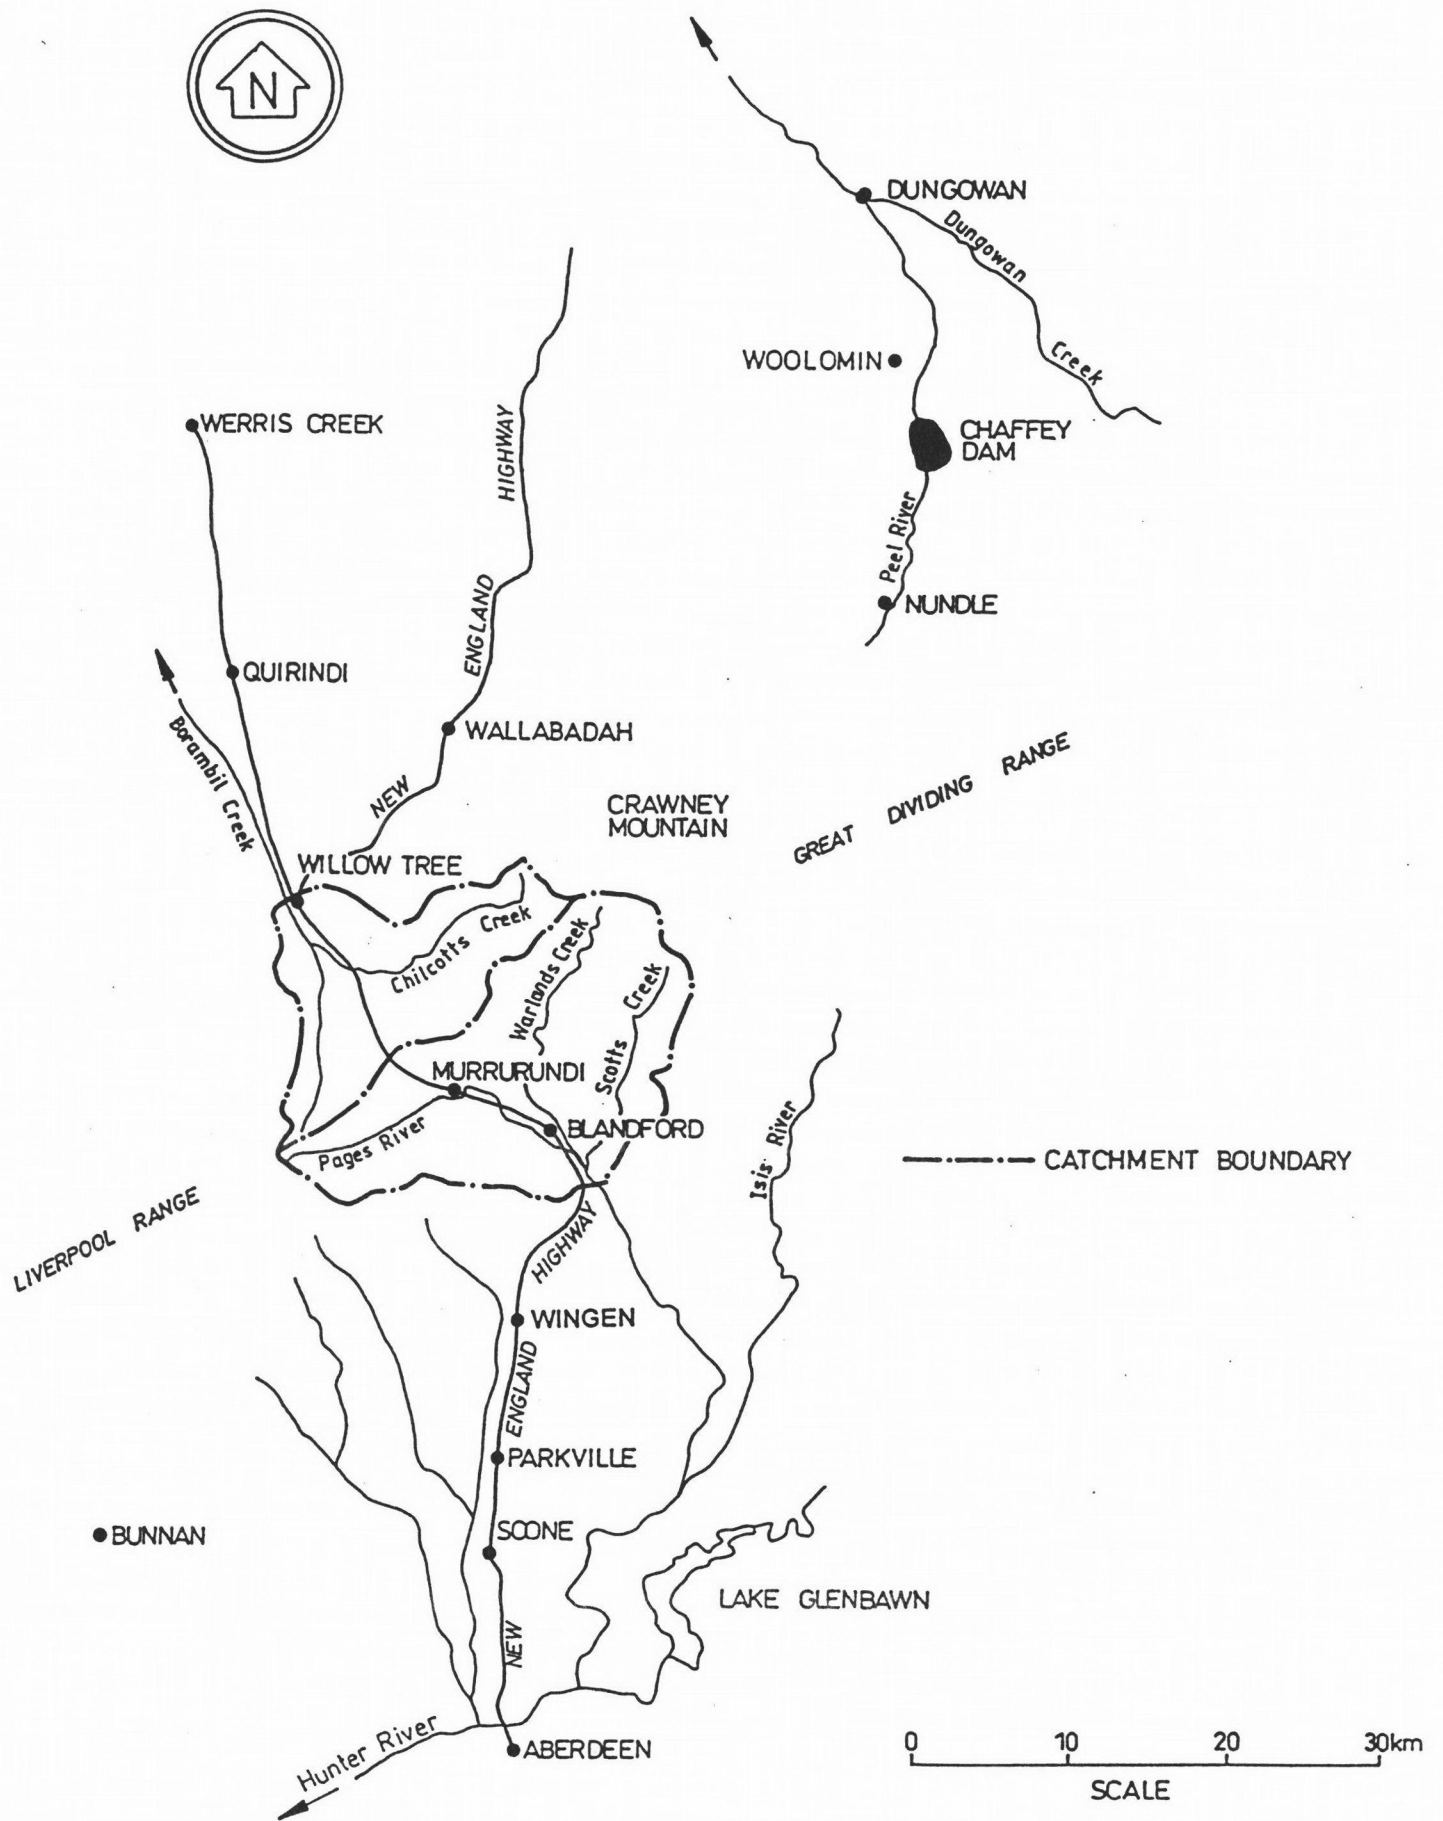 N
DUNGOWAN
Dungowan
Creek
WOOLOMIN
WERRIS CREEK
CHAFFEY
DAM
HIGHWAY
Peel River
ENGLAND
NUNDLE
QUIRINDI
Borambil Creek
WALLABADAH
NEW
CRAWNEY
MOUNTAIN
GREAT DIVIDING RANGE
WILLOW TREE
Chilcotts Creek
Warlands Creek
Scotts Creek
MURRURUNDI
BLANDFORD
Pages River
Isis River
CATCHMENT BOUNDARY
LIVERPOOL RANGE
HIGHWAY
WINGEN
ENGLAND
PARKVILLE
SCONE
BUNNAN
LAKE GLENBAWN
NEW
Hunter River
ABERDEEN
0 10 20 30km
SCALE